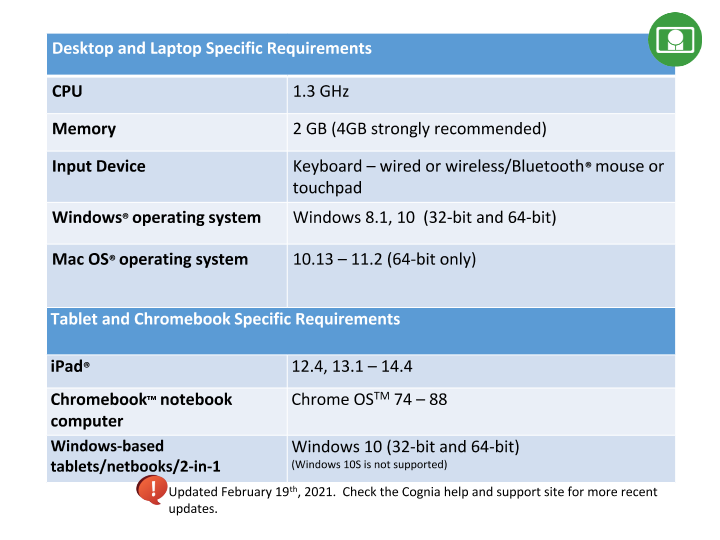 Desktop and Laptop Specific Requirements
CPU
1.3 GHz
Memory
2 GB (4GB strongly recommended)
Input Device
Keyboard – wired or wireless/Bluetooth® mouse or
touchpad
Windows® operating system
Windows 8.1, 10  (32-bit and 64-bit)
Mac OS® operating system
10.13 – 11.2 (64-bit only)
Tablet and Chromebook Specific Requirements
iPad®
12.4, 13.1 – 14.4
Chromebook™ notebook
computer
Chrome OS™ 74 – 88
Windows-based
tablets/netbooks/2-in-1
Windows 10 (32-bit and 64-bit)
(Windows 10S is not supported)
Updated February 19th, 2021.  Check the Cognia help and support site for more recent
updates.